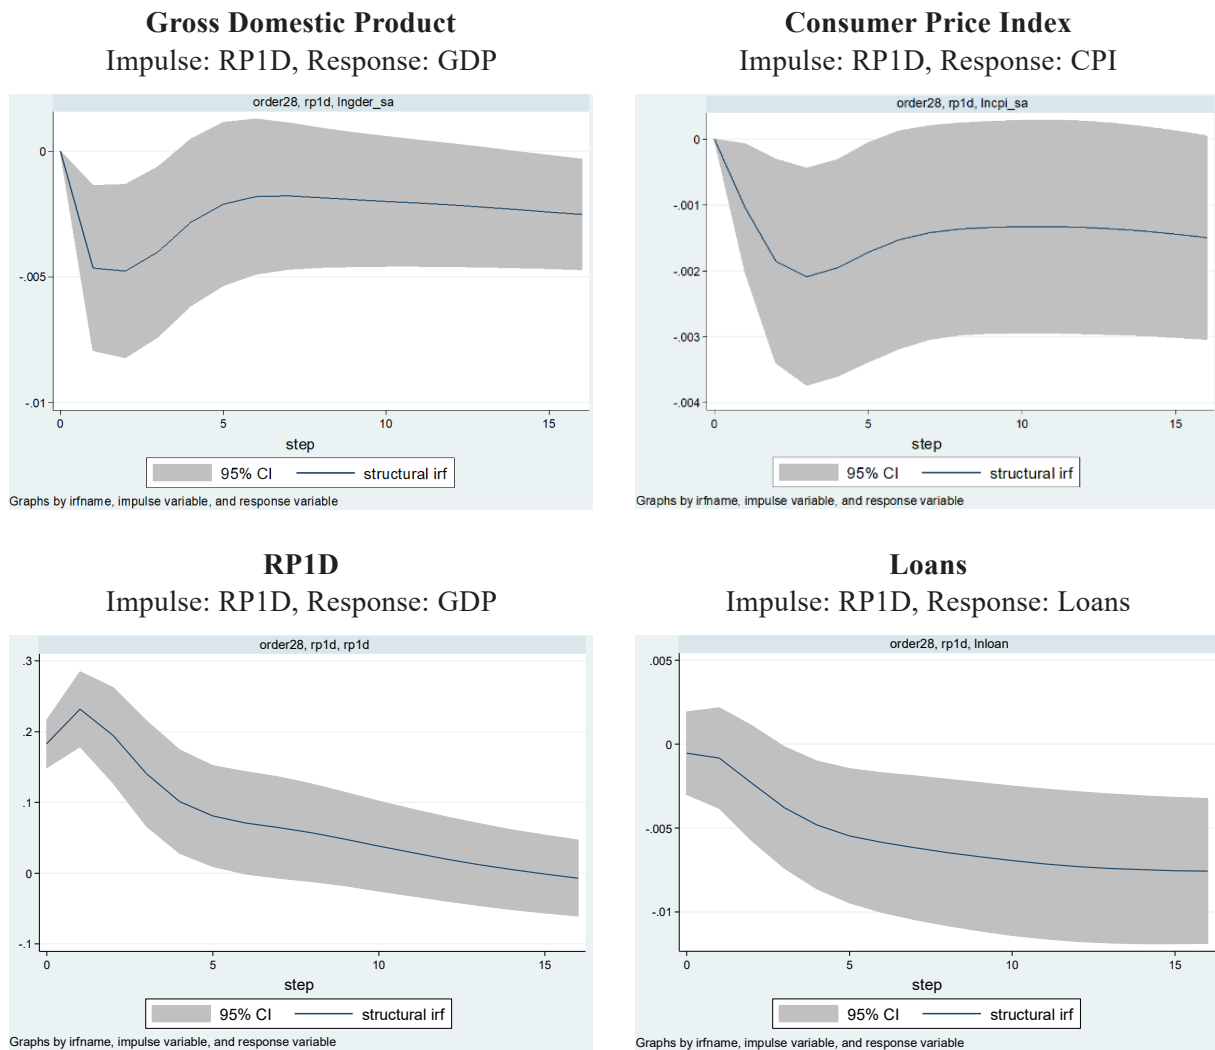 Gross Domestic Product
Impulse: RP1D, Response: GDP
order28, rp1d, lngder_sa
0
-.005
-.01
0
5
10
15
step
95% CI
structural irf
Graphs by irfname, impulse variable, and response variable
Consumer Price Index
Impulse: RP1D, Response: CPI
order28, rp1d, lncpi_sa
0
-.001
-.002
-.003
-.004
0
5
10
15
step
95% CI
structural irf
Graphs by irfname, impulse variable, and response variable
RP1D
Impulse: RP1D, Response: GDP
order28, rp1d, rp1d
.3
.2
.1
0
-.1
0
5
10
15
step
95% CI
structural irf
Graphs by irfname, impulse variable, and response variable
Loans
Impulse: RP1D, Response: Loans
order28, rp1d, lnloan
.005
0
-.005
-.01
0
5
10
15
step
95% CI
structural irf
Graphs by irfname, impulse variable, and response variable